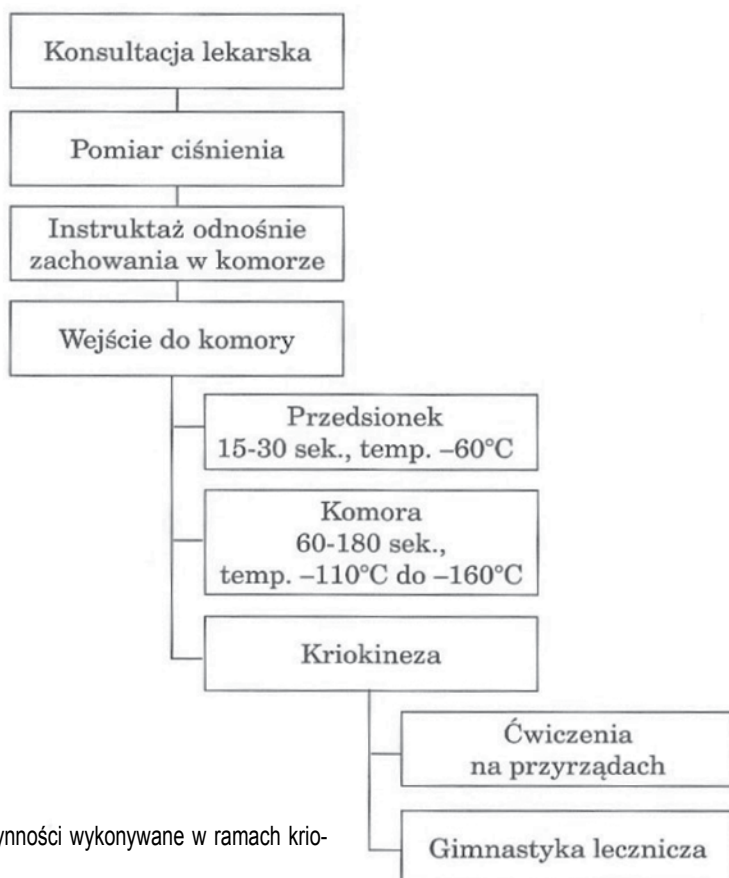 Konsultacja lekarska
Pomiar ciśnienia
Instruktaż odnośnie
zachowania w komorze
Wejście do komory
Przedsionek
15-30 sek., temp. –60°C
Komora
60-180 sek.,
temp. –110°C do –160°C
Kriokineza
Ćwiczenia
na przyrządach
ynności wykonywane w ramach krio-
Gimnastyka lecznicza